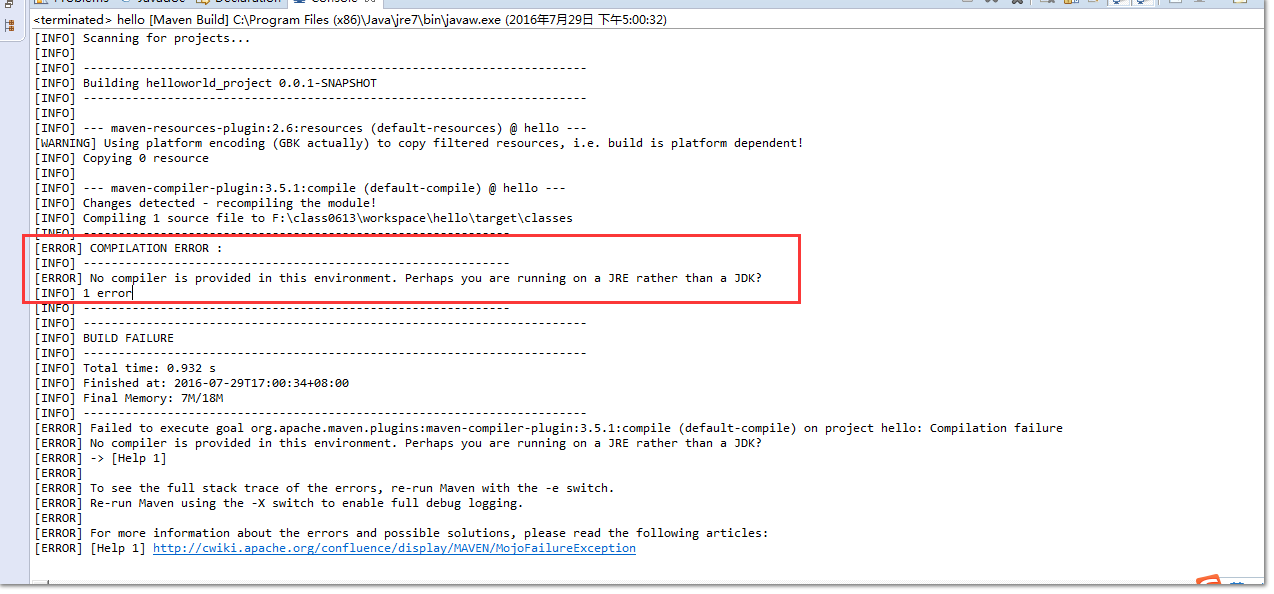 Problems Javadoc Declaration Console
<terminated> hello [Maven Build] C:\Program Files (x86)\Java\jre7\bin\javaw.exe (2016年7月29日 下午5:00:32)
[INFO] Scanning for projects...
[INFO]
[INFO] ------------------------------------------------------------------------
[INFO] Building helloworld_project 0.0.1-SNAPSHOT
[INFO] ------------------------------------------------------------------------
[INFO]
[INFO] --- maven-resources-plugin:2.6:resources (default-resources) @ hello ---
[WARNING] Using platform encoding (GBK actually) to copy filtered resources, i.e. build is platform dependent!
[INFO] Copying 0 resource
[INFO]
[INFO] --- maven-compiler-plugin:3.5.1:compile (default-compile) @ hello ---
[INFO] Changes detected - recompiling the module!
[INFO] Compiling 1 source file to F:\class0613\workspace\hello\target\classes
[INFO] -------------------------------------------------------------
[ERROR] COMPILATION ERROR :
[INFO] -------------------------------------------------------------
[ERROR] No compiler is provided in this environment. Perhaps you are running on a JRE rather than a JDK?
[INFO] 1 error
[INFO] -------------------------------------------------------------
[INFO] ------------------------------------------------------------------------
[INFO] BUILD FAILURE
[INFO] ------------------------------------------------------------------------
[INFO] Total time: 0.932 s
[INFO] Finished at: 2016-07-29T17:00:34+08:00
[INFO] Final Memory: 7M/18M
[INFO] ------------------------------------------------------------------------
[ERROR] Failed to execute goal org.apache.maven.plugins:maven-compiler-plugin:3.5.1:compile (default-compile) on project hello: Compilation failure
[ERROR] No compiler is provided in this environment. Perhaps you are running on a JRE rather than a JDK?
[ERROR] -> [Help 1]
[ERROR]
[ERROR] To see the full stack trace of the errors, re-run Maven with the -e switch.
[ERROR] Re-run Maven using the -X switch to enable full debug logging.
[ERROR]
[ERROR] For more information about the errors and possible solutions, please read the following articles:
[ERROR] [Help 1] http://cwiki.apache.org/confluence/display/MAVEN/MojoFailureException